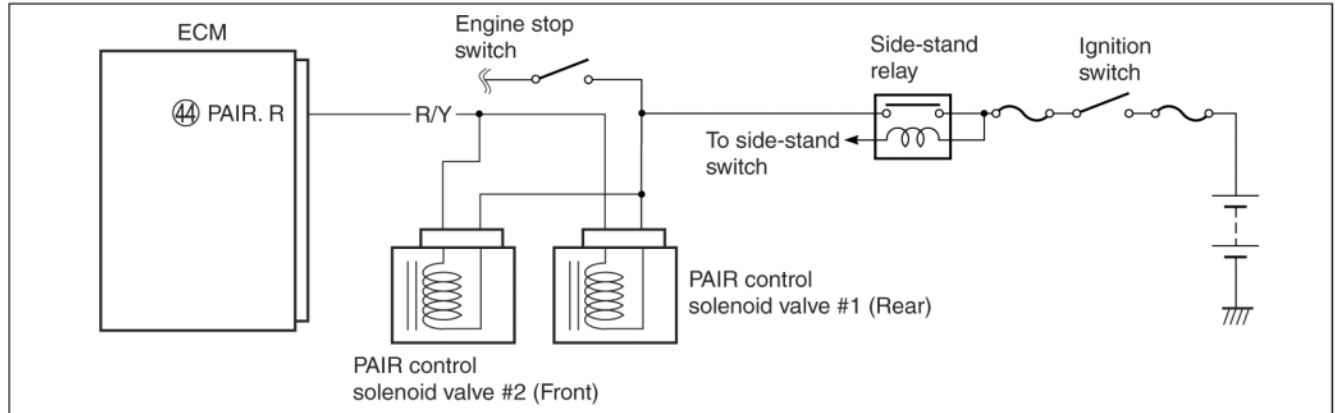 ECM
44 PAIR. R
R/Y
Engine stop
switch
Side-stand
relay
Ignition
switch
To side-stand
switch
PAIR control
solenoid valve #1 (Rear)
PAIR control
solenoid valve #2 (Front)